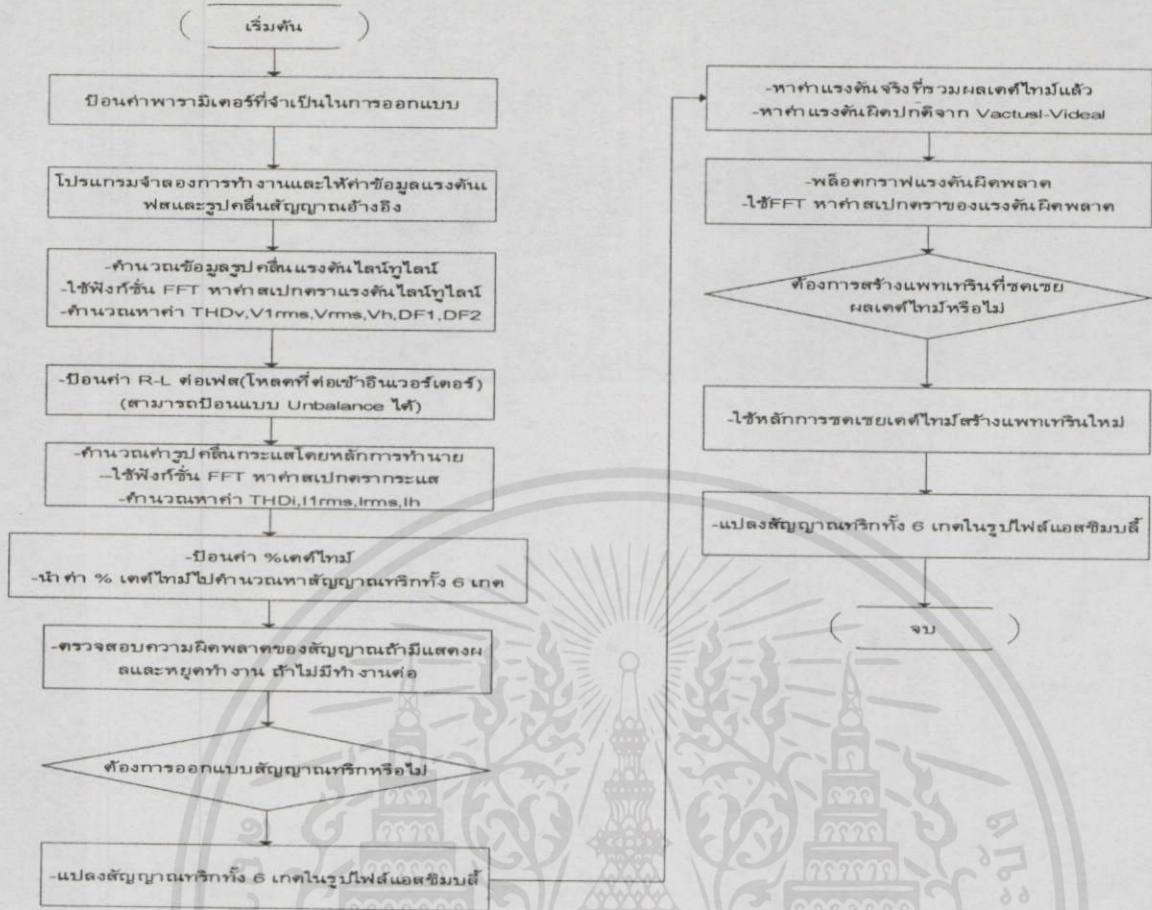 เริ่มต้น
ป้อนค่าพารามิเตอร์ที่จำเป็นในการออกแบบ
โปรแกรมจำลองการทำงานและให้ค่าข้อมูลแรงดันเ
ฟสและรูปคลื่นสัญญาณอ้างอิง
-คำนวณข้อมูลรูปคลื่นแรงดันไลน์ทูไลน์
-ใช้ฟังก์ชั่น FFT หาค่าสเปกตราแรงดันไลน์ทูไลน์
-คำนวณหาค่า THDv,V1rms,Vrms,Vh,DF1,DF2
-ป้อนค่า R-L ต่อเฟส(โหลดที่ต่อเข้าอินเวอร์เตอร์)
(สามารถป้อนแบบ Unbalance ได้)
-คำนวณค่ารูปคลื่นกระแสโดยหลักการทำนาย
--ใช้ฟังก์ชั่น FFT หาค่าสเปกตรากระแส
-คำนวณหาค่า THDi,I1rms,Irms,Ih
-ป้อนค่า %เดดไทม์
-นำค่า % เดดไทม์ไปคำนวณหาสัญญาณทริกทั้ง 6 เกต
-ตรวจสอบความผิดพลาดของสัญญาณถ้ามีแสดงผ
ลและหยุดทำงาน ถ้าไม่มีทำงานต่อ
ต้องการออกแบบสัญญาณทริกหรือไม่
-แปลงสัญญาณทริกทั้ง 6 เกตในรูปไฟล์แอสซิมบลี้
-หาค่าแรงดันจริงที่รวมผลเดดไทม์แล้ว
-หาค่าแรงดันผิดปกติจาก Vactusl-Videal
-พล็อตกราฟแรงดันผิดพลาด
-ใช้FFT หาค่าสเปกตราของแรงดันผิดพลาด
ต้องการสร้างแพทเทรินที่ชดเชย
ผลเดดไทม์หรือไม่
-ใช้หลักการชดเชยเดดไทม์สร้างแพทเทรินใหม่
-แปลงสัญญาณทริกทั้ง 6 เกตในรูปไฟล์แอสซิมบลี้
จบ